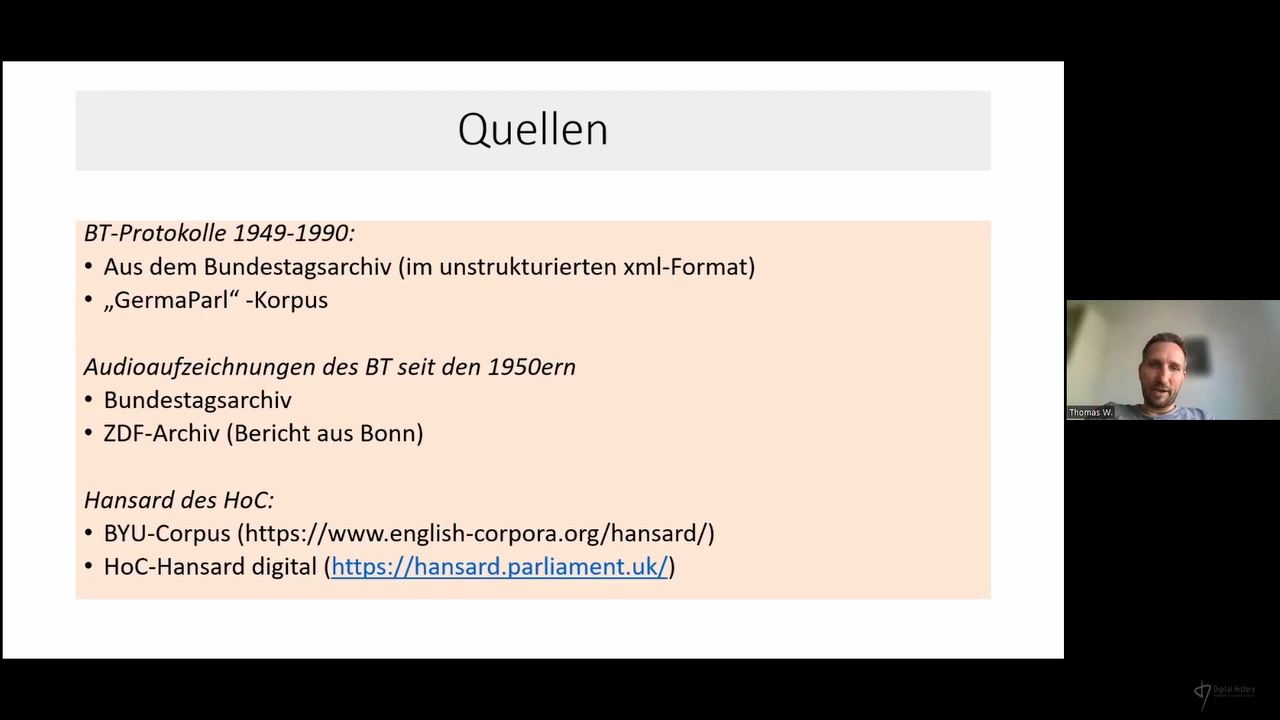 Quellen
BT-Protokolle 1949-1990:
• Aus dem Bundestagsarchiv (im unstrukturierten xml-Format)
• „GermaParl“ -Korpus
Audioaufzeichnungen des BT seit den 1950ern
• Bundestagsarchiv
• ZDF-Archiv (Bericht aus Bonn)
Hansard des HoC:
• BYU-Corpus (https://www.english-corpora.org/hansard/)
• HoC-Hansard digital (https://hansard.parliament.uk/)
Thomas W.
Digital History